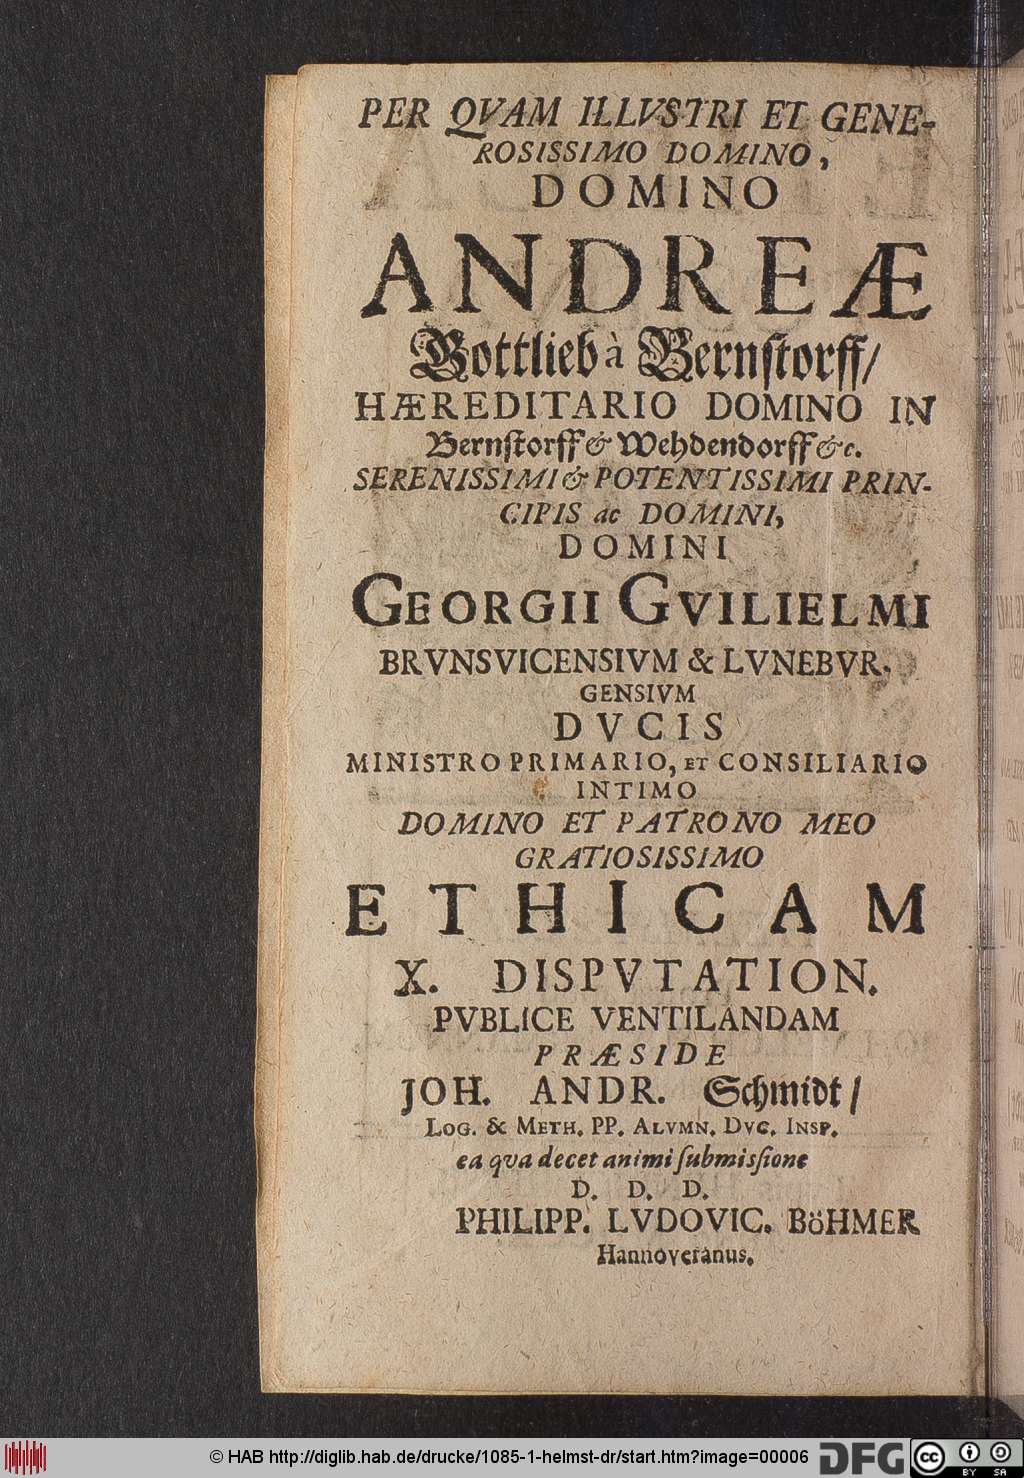 PER QVAM ILLVSTRI ET GENE-
ROSISSIMO DOMINO,
DOMINO
ANDREÆ
Gottlieb à Bernſtorff/
HÆREDITARIO DOMINO IN
Bernſtorff & Wehdendorff &c.
SERENISSIMI & POTENTISSIMI PRIN-
CIPIS ac DOMINI,
DOMINI
GEORGII GVILIELMI
BRVNSVICENSIVM & LVNEBVR-
GENSIVM
DVCIS
MINISTRO PRIMARIO, ET CONSILIARIO
INTIMO
DOMINO ET PATRONO MEO
GRATIOSISSIMO
ETHICAM
X. DISPVTATION.
PVBLICE VENTILANDAM
PRÆSIDE
JOH. ANDR. Schmidt/
LOG. & METH. PP. ALVMN. DVC. INSP.
ea qva decet animi ſubmiſſione
D. D. D.
PHILIPP. LVDOVIC. BöHMER
Hannoveranus.
© HAB http://diglib.hab.de/drucke/1085-1-helmst-dr/start.htm?image=00006 DFG cc BY SA